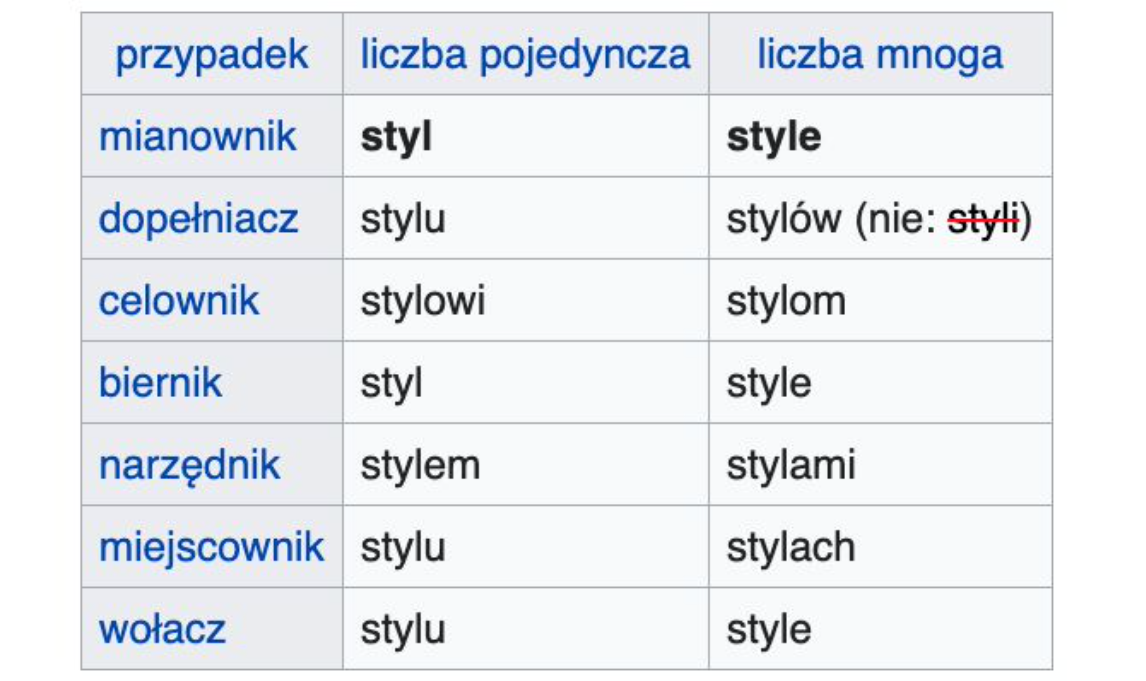 przypadek liczba pojedyncza liczba mnoga
mianownik styl style
dopełniacz stylu stylów (nie: styli)
celownik stylowi stylom
biernik styl style
narzędnik stylem stylami
miejscownik stylu stylach
wołacz stylu style